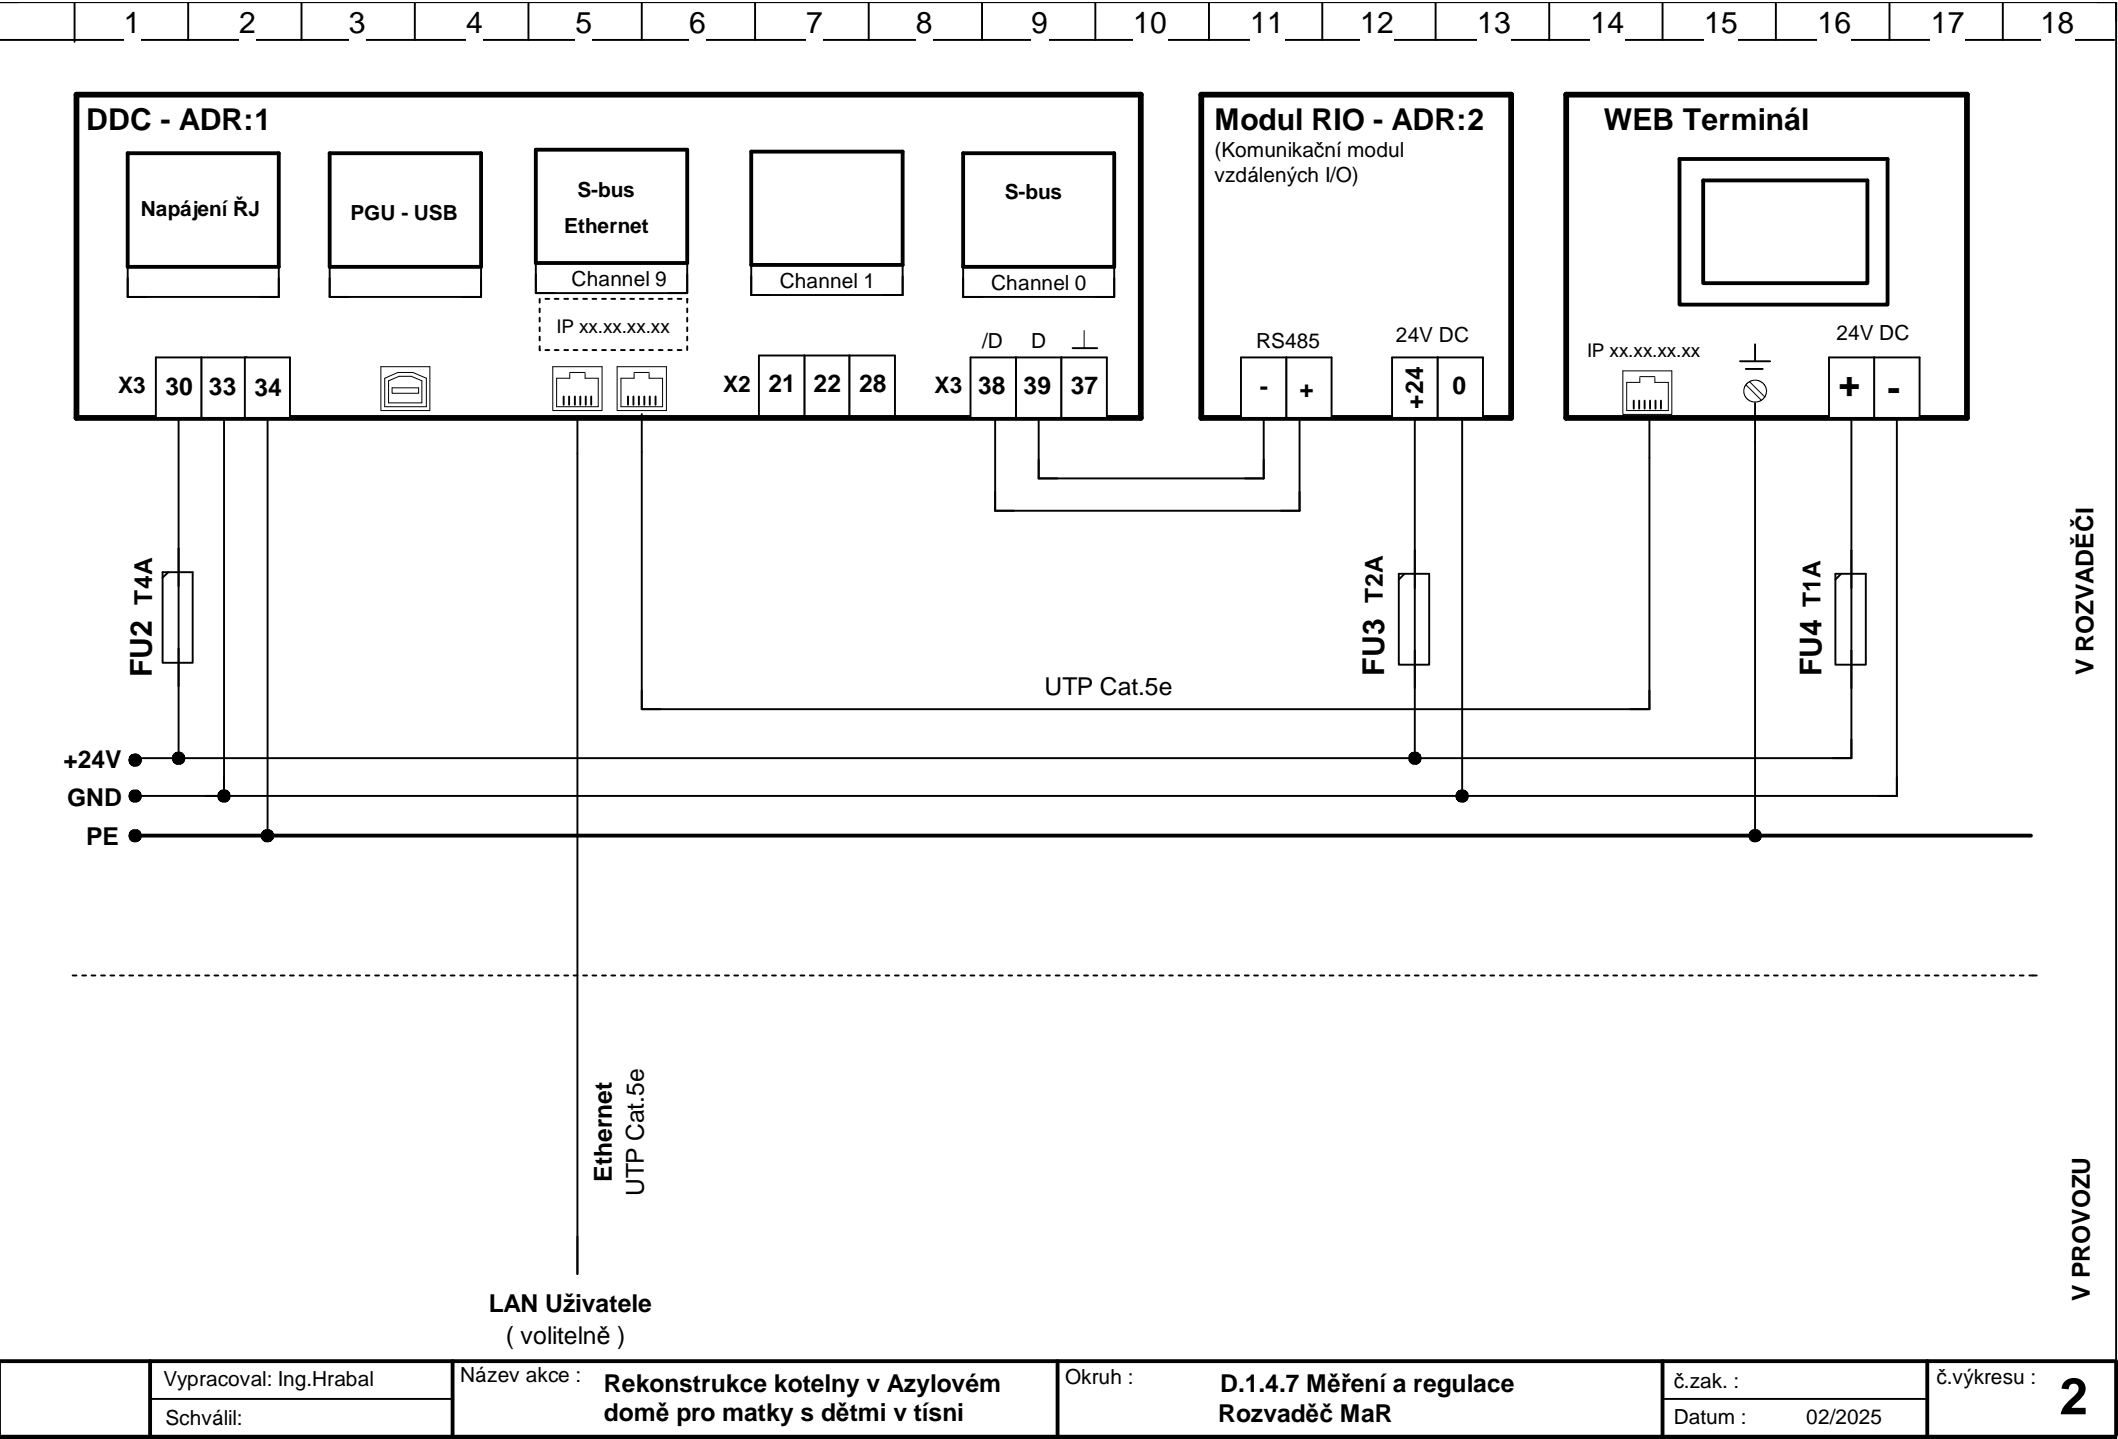 1 2 3 4 5 6 7 8 9 10 11 12 13 14 15 16 17 18
DDC - ADR:1
Napájení ŘJ
PGU - USB
S-bus
Ethernet
Channel 9
IP xx.xx.xx.xx
Channel 1
S-bus
Channel 0
/D D
X3 30 33 34
X2 21 22 28
X3 38 39 37
Modul RIO - ADR:2
(Komunikační modul
vzdálených I/O)
RS485
24V DC
- +
+24 0
WEB Terminál
IP xx.xx.xx.xx
24V DC
+ -
FU2 T4A
FU3 T2A
FU4 T1A
V ROZVADĚČI
UTP Cat.5e
+24V
GND
PE
Ethernet
UTP Cat.5e
V PROVOZU
LAN Uživatele
( volitelně )
Vypracoval: Ing.Hrabal
Schválil:
Název akce :
Rekonstrukce kotelny v Azylovém
domě pro matky s dětmi v tísni
Okruh :
D.1.4.7 Měření a regulace
Rozvaděč MaR
č.zak. :
Datum : 02/2025
č.výkresu :
2